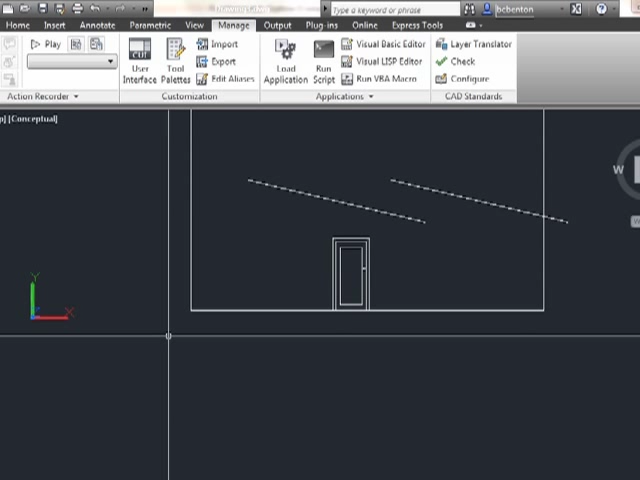 Type a keyword or phrase
bcbenton
Home Insert Annotate Parametric View Manage Output Plug-ins Online Express Tools
Play
User Interface
Tool Palettes
Import
Export
Edit Aliases
Load Application
Run Script
Visual Basic Editor
Visual LISP Editor
Run VBA Macro
Layer Translator
Check
Configure
Action Recorder
Customization
Applications
CAD Standards
p] [Conceptual]
W
Y
X